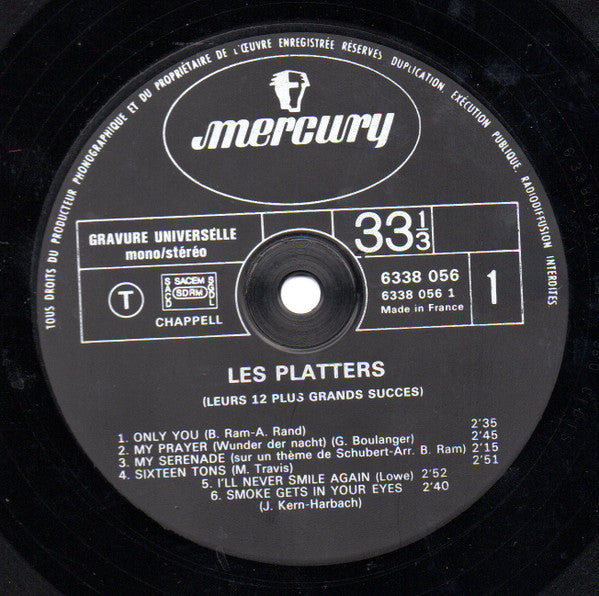 TOUS DROITS DU PRODUCTEUR PHONOGRAPHIQUE ET DU PROPRIÉTAIRE DE L'ŒUVRE ENREGISTRÉE RÉSERVÉS DUPLICATION, EXÉCUTION PUBLIQUE, RADIODIFFUSION INTERDITES
mercury
GRAVURE UNIVERSELLE
mono/stéréo
33 1/3
T
SACEM
SACD
SDRM
SGDL
CHAPPELL
6338 056
6338 056 1
Made in France
1
LES PLATTERS
(LEURS 12 PLUS GRANDS SUCCES)
1. ONLY YOU (B. Ram-A. Rand) 2'35
2. MY PRAYER (Wunder der nacht) (G. Boulanger) 2'45
3. MY SERENADE (sur un thème de Schubert-Arr. B. Ram) 2'15
4. SIXTEEN TONS (M. Travis) 2'51
5. I'LL NEVER SMILE AGAIN (Lowe) 2'52
6. SMOKE GETS IN YOUR EYES 2'40
(J. Kern-Harbach)